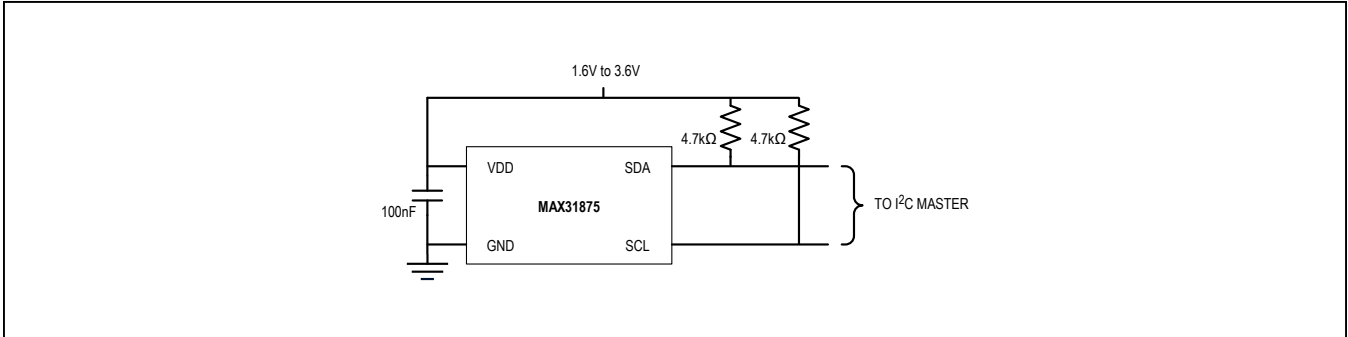 1.6V to 3.6V
4.7kΩ 4.7kΩ
VDD SDA
100nF MAX31875 TO I²C MASTER
GND SCL